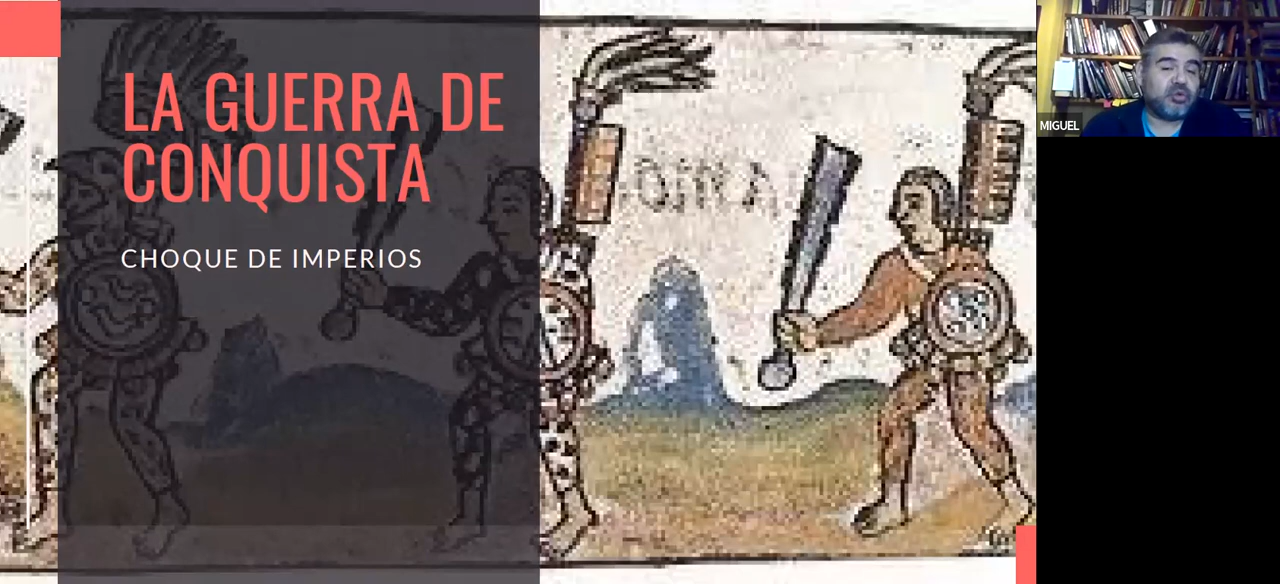 LA GUERRA DE
CONQUISTA
CHOQUE DE IMPERIOS
MIGUEL